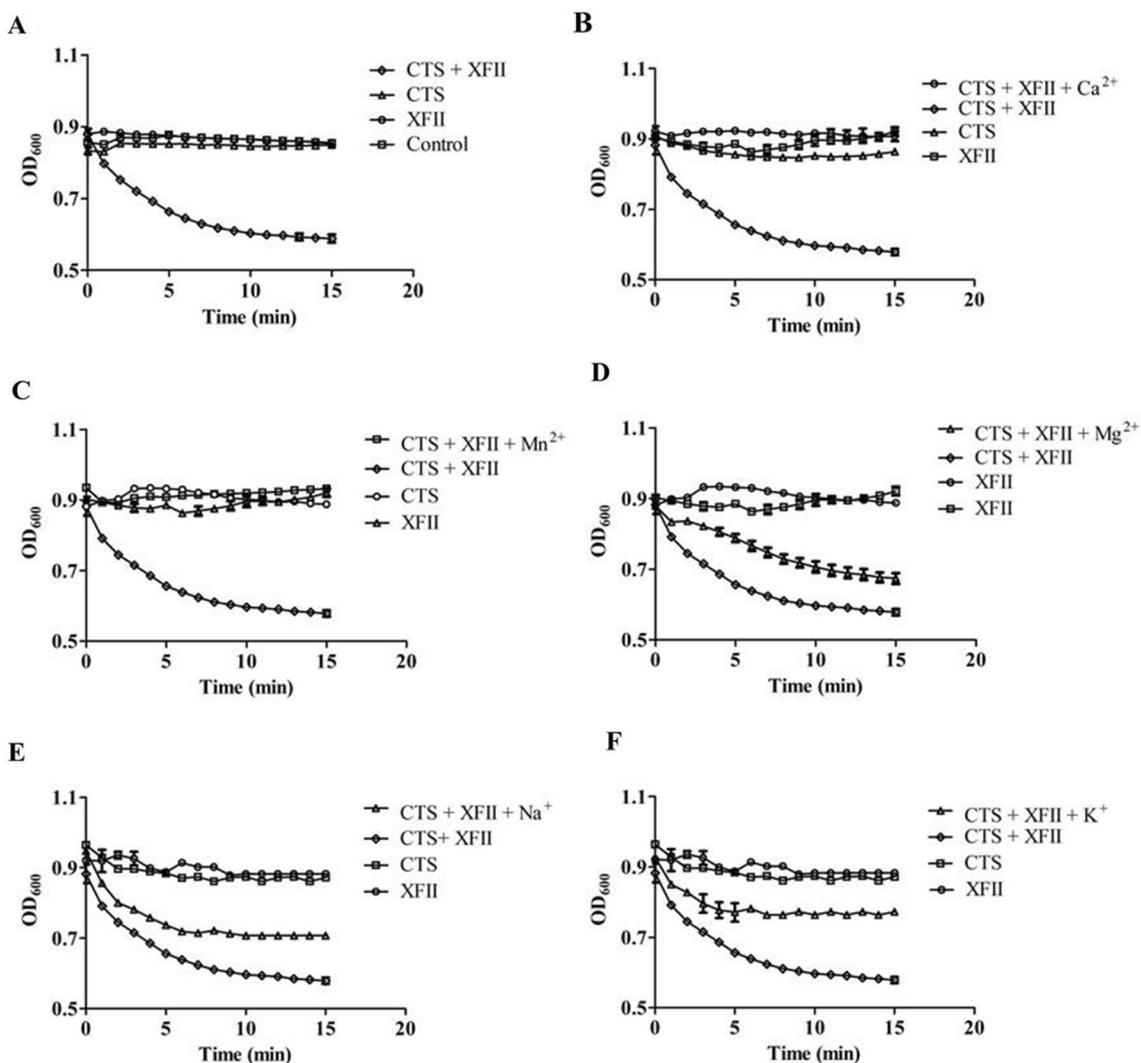 A
1.1
0.9
0.7
0.5
OD600
0
5
10
15
20
Time (min)
CTS + XFII
CTS
XFII
Control
B
1.1
0.9
0.7
0.5
OD600
0
5
10
15
20
Time (min)
CTS + XFII + Ca2+
CTS + XFII
CTS
XFII
C
1.1
0.9
0.7
0.5
OD600
0
5
10
15
20
Time (min)
CTS + XFII + Mn2+
CTS + XFII
CTS
XFII
D
1.1
0.9
0.7
0.5
OD600
0
5
10
15
20
Time (min)
CTS + XFII + Mg2+
CTS + XFII
XFII
XFII
E
1.1
0.9
0.7
0.5
OD600
0
5
10
15
20
Time (min)
CTS + XFII + Na+
CTS+ XFII
CTS
XFII
F
1.1
0.9
0.7
0.5
OD600
0
5
10
15
20
Time (min)
CTS + XFII + K+
CTS + XFII
CTS
XFII